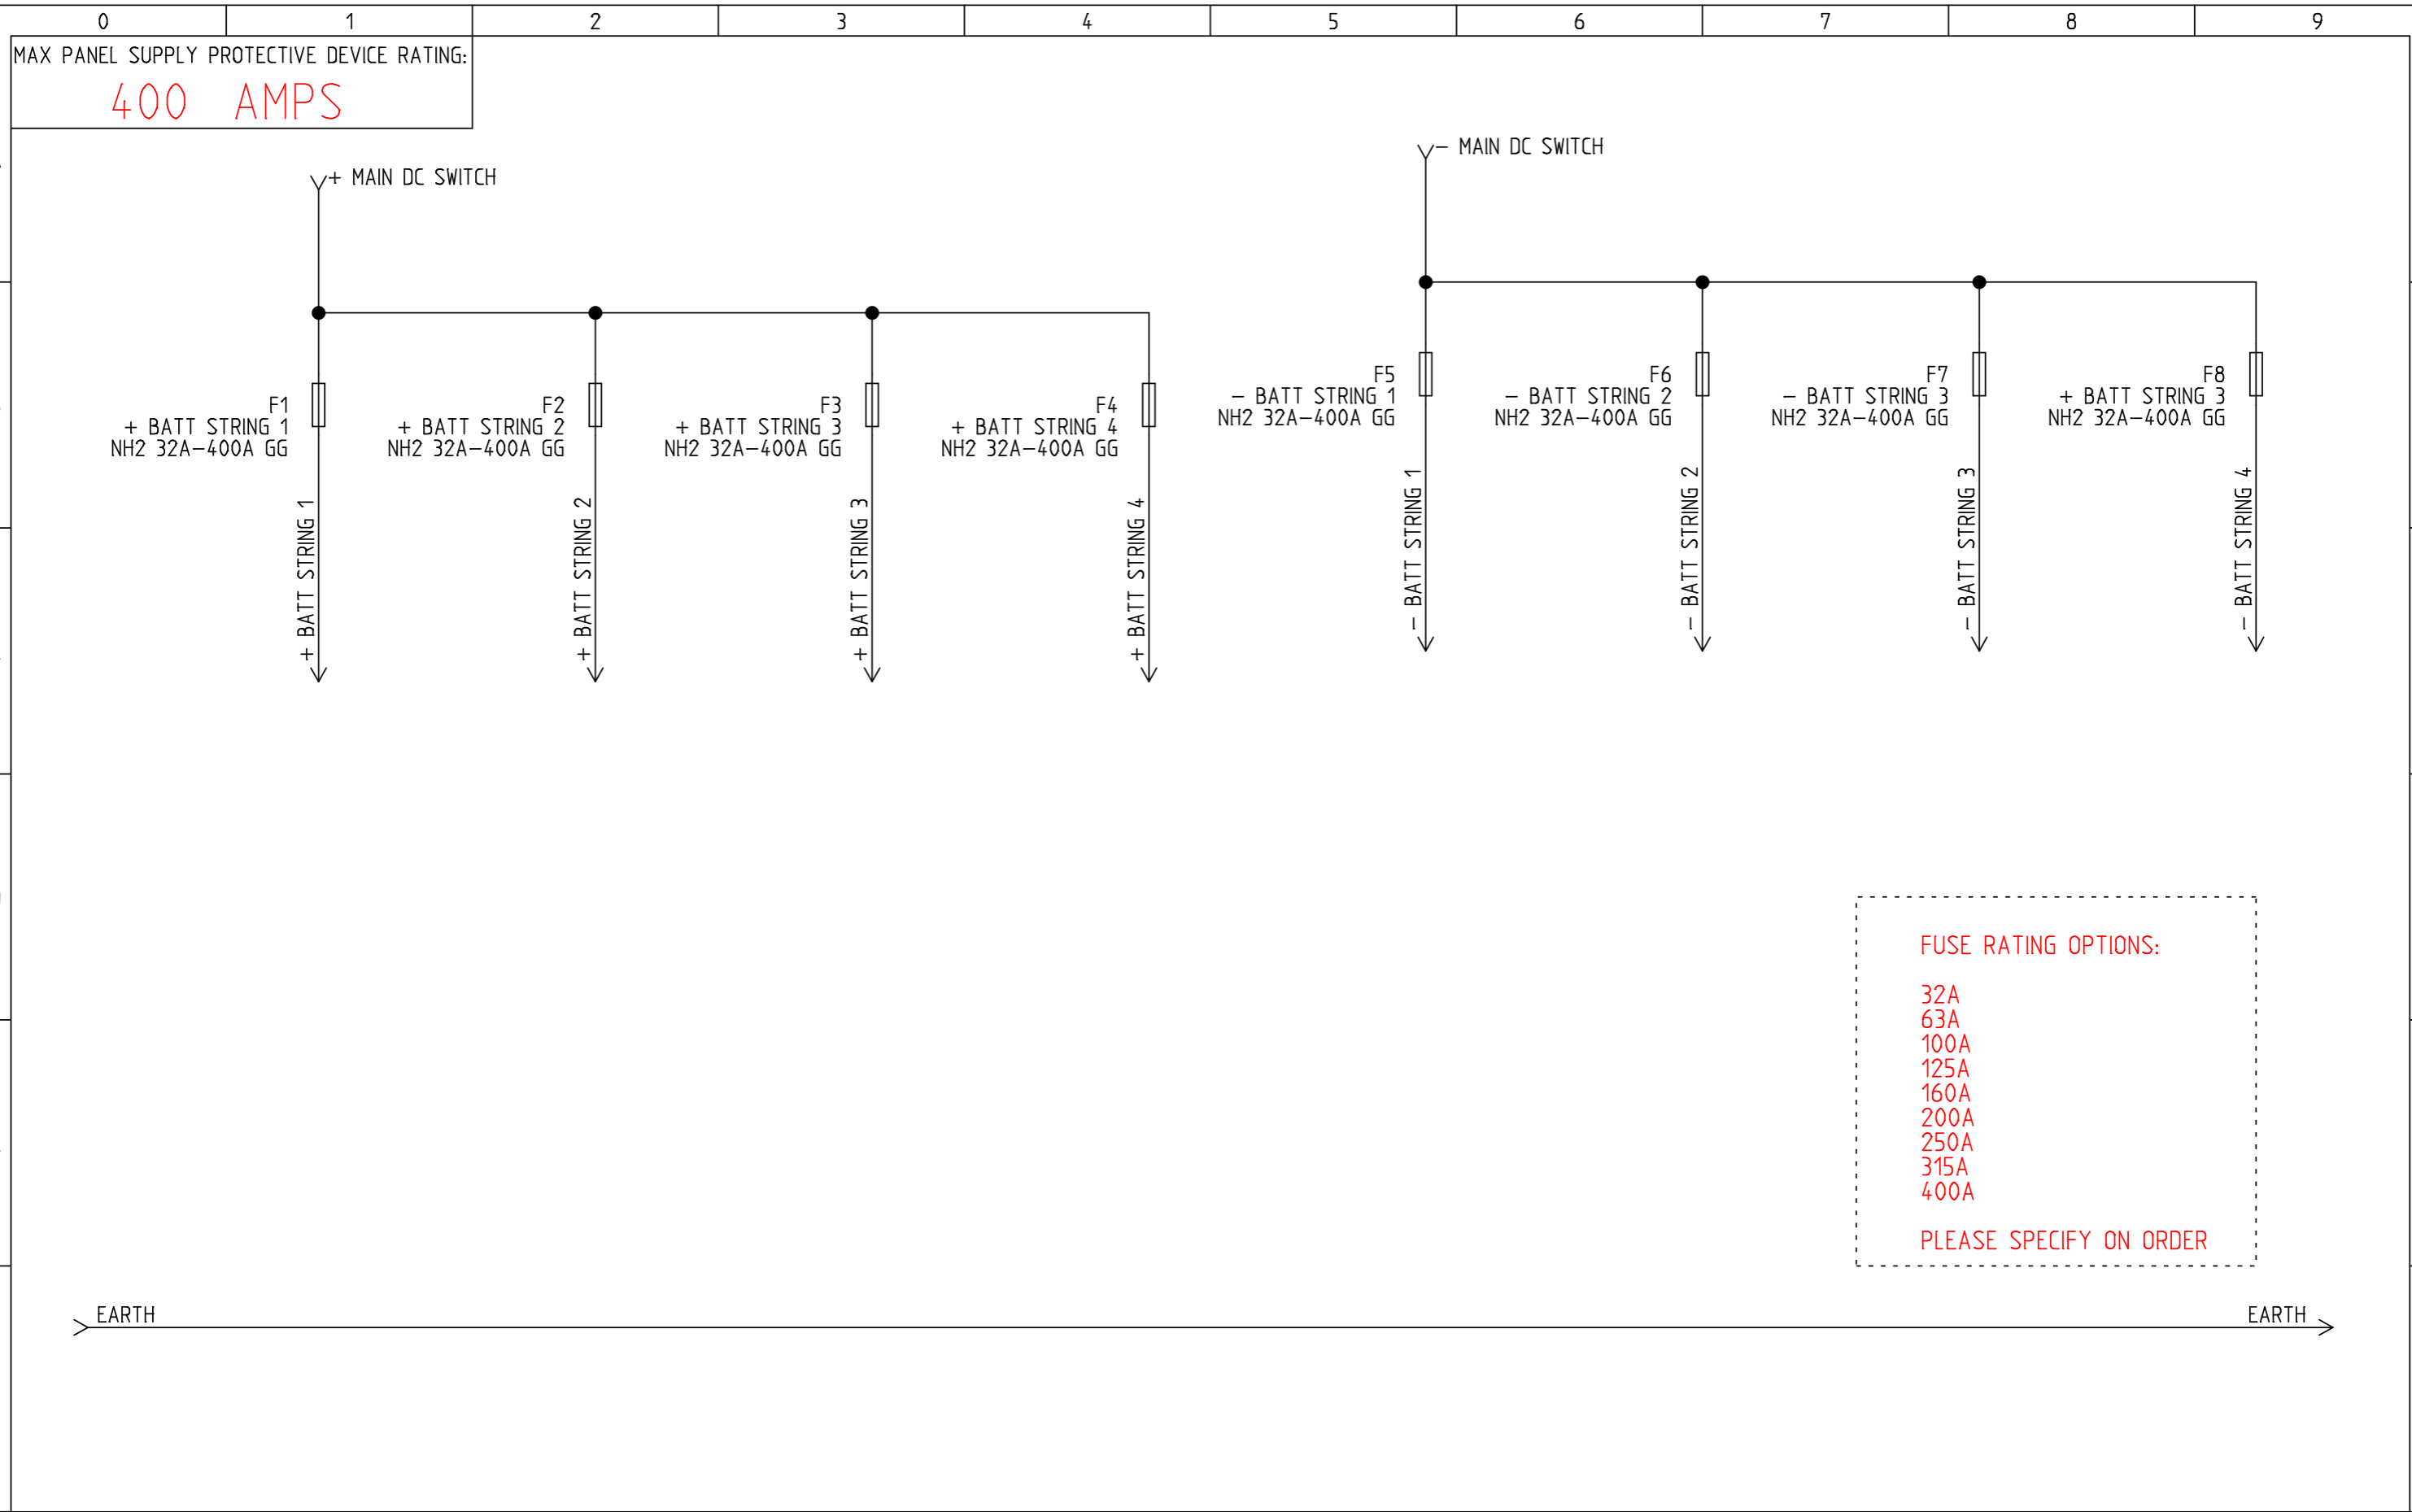 0 1 2 3 4 5 6 7 8 9
MAX PANEL SUPPLY PROTECTIVE DEVICE RATING:
400 AMPS
+ MAIN DC SWITCH
- MAIN DC SWITCH
F1
+ BATT STRING 1
NH2 32A-400A GG
F2
+ BATT STRING 2
NH2 32A-400A GG
F3
+ BATT STRING 3
NH2 32A-400A GG
F4
+ BATT STRING 4
NH2 32A-400A GG
F5
- BATT STRING 1
NH2 32A-400A GG
F6
- BATT STRING 2
NH2 32A-400A GG
F7
- BATT STRING 3
NH2 32A-400A GG
F8
+ BATT STRING 3
NH2 32A-400A GG
+ BATT STRING 1
+ BATT STRING 2
+ BATT STRING 3
+ BATT STRING 4
- BATT STRING 1
- BATT STRING 2
- BATT STRING 3
- BATT STRING 4
FUSE RATING OPTIONS:
32A
63A
100A
125A
160A
200A
250A
315A
400A
PLEASE SPECIFY ON ORDER
EARTH
EARTH